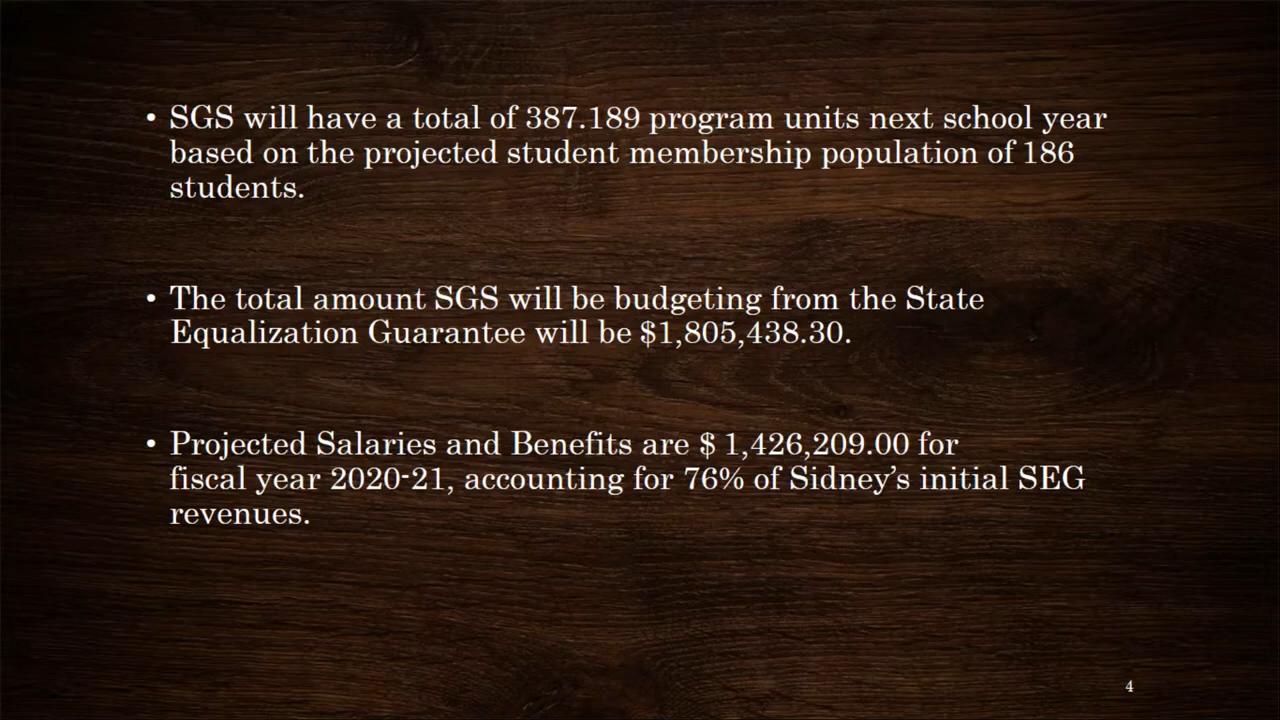 • SGS will have a total of 387.189 program units next school year
based on the projected student membership population of 186
students.
• The total amount SGS will be budgeting from the State
Equalization Guarantee will be $1,805,438.30.
• Projected Salaries and Benefits are $ 1,426,209.00 for
fiscal year 2020-21, accounting for 76% of Sidney’s initial SEG
revenues.
4